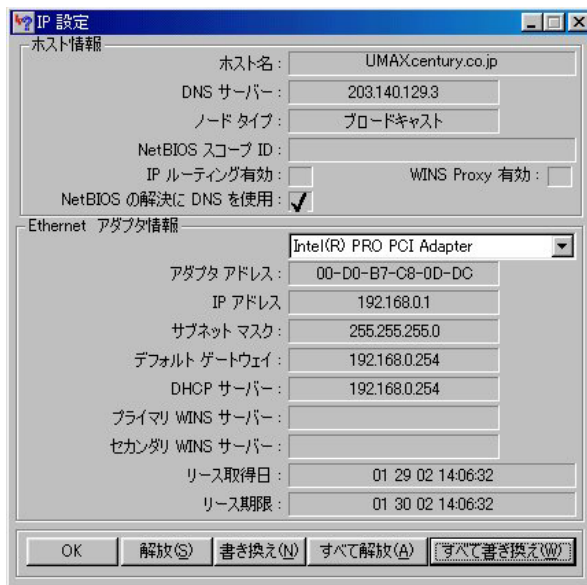 IP 設定
ホスト情報
ホスト名 : UMAX.century.co.jp
DNS サーバー : 203.140.129.3
ノード タイプ : ブロードキャスト
NetBIOS スコープ ID :
IP ルーティング有効 : WINS Proxy 有効 :
NetBIOS の解決に DNS を使用 :
Ethernet アダプタ情報
Intel(R) PRO PCI Adapter
アダプタ アドレス : 00-D0-B7-C8-0D-DC
IP アドレス 192.168.0.1
サブネット マスク : 255.255.255.0
デフォルト ゲートウェイ : 192.168.0.254
DHCP サーバー : 192.168.0.254
プライマリ WINS サーバー :
セカンダリ WINS サーバー :
リース取得日 : 01 29 02 14:06:32
リース期限 : 01 30 02 14:06:32
OK 解放(S) 書き換え(N) すべて解放(A) すべて書き換え(W)